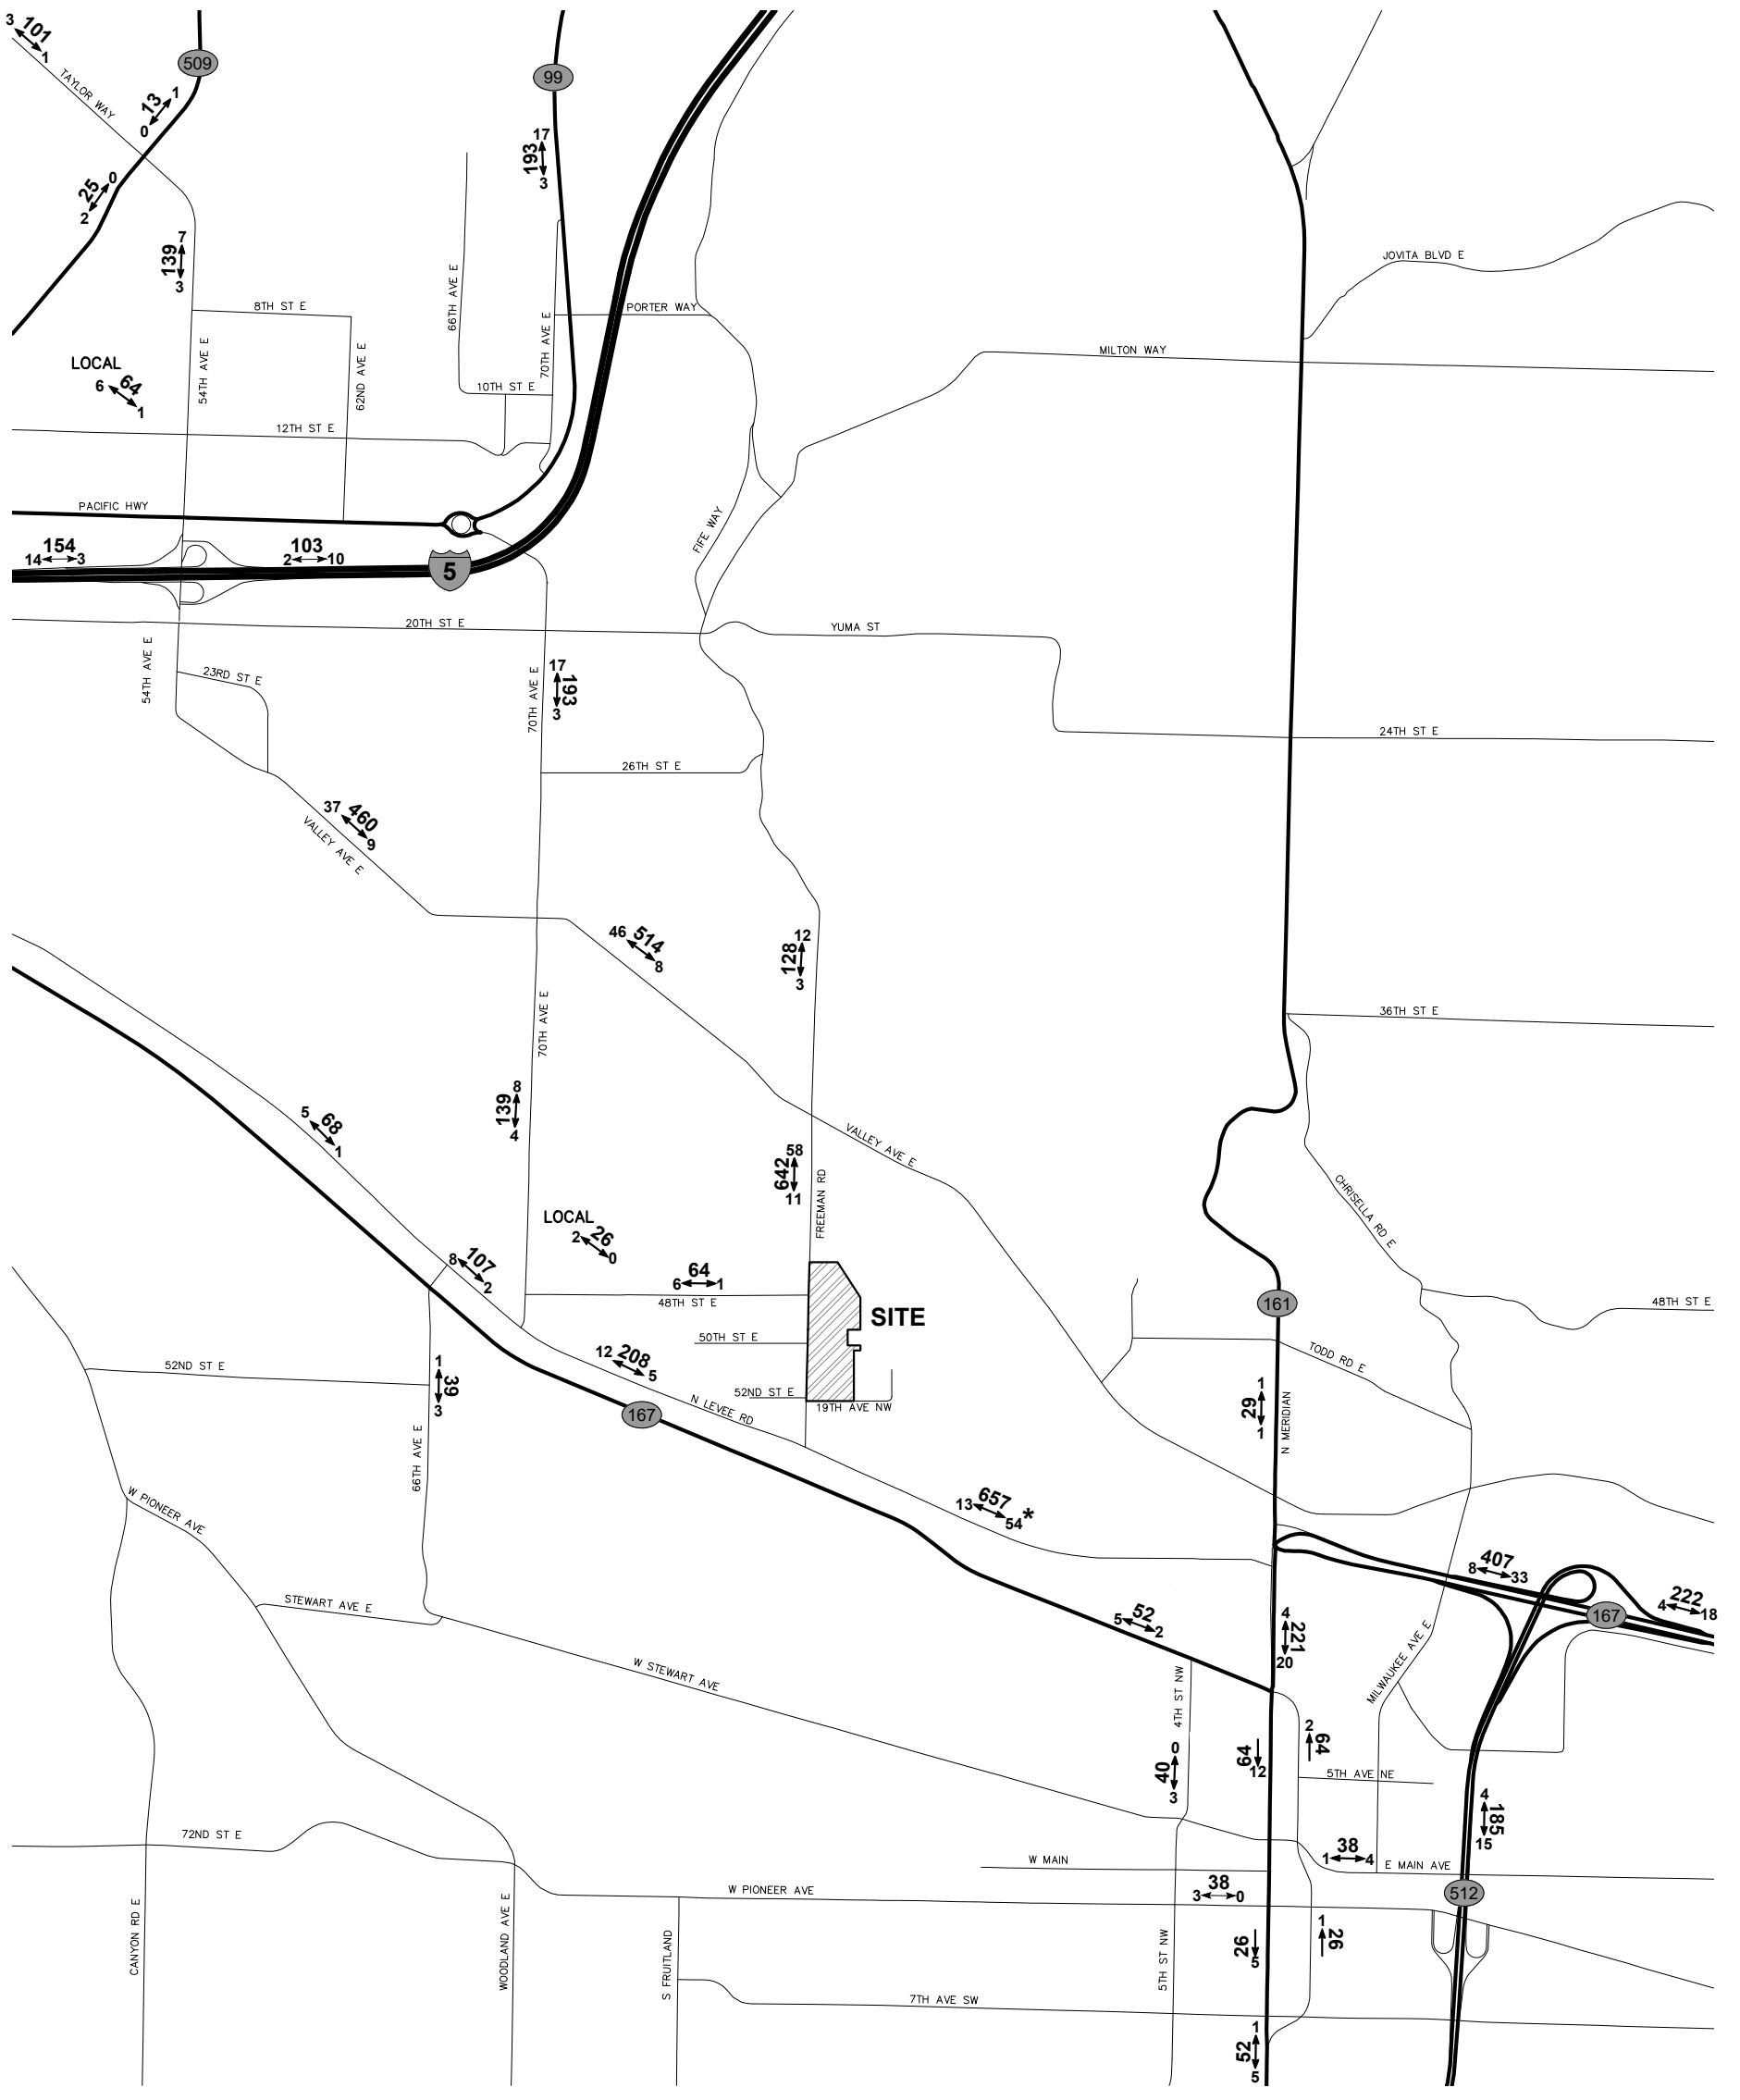 3 101 1
TAYLOR WAY
509
99
13 1 0
25 0 2
17 193 3
7 139 3
JOVITA BLVD E
8TH ST E
66TH AVE E
PORTER WAY
70TH AVE E
54TH AVE E
62ND AVE E
MILTON WAY
LOCAL
6 64 1
10TH ST E
12TH ST E
PACIFIC HWY
FIFE WAY
14 154 3
2 103 10
5
20TH ST E
YUMA ST
54TH AVE E
23RD ST E
70TH AVE E
17 193 3
24TH ST E
26TH ST E
37 460 9
VALLEY AVE E
46 514 8
12 128 3
70TH AVE E
36TH ST E
8 139 4
5 68 1
VALLEY AVE E
58 642 11
FREEMAN RD
CHRISELLA RD E
LOCAL
2 26 0
8 107 2
6 64 1
48TH ST E
SITE
161
48TH ST E
50TH ST E
12 208 5
52ND ST E
TODD RD E
1 39 3
52ND ST E
19TH AVE NW
N LEVEE RD
167
1 29 1
N MERIDIAN
66TH AVE E
W PIONEER AVE
13 657 54 *
8 407 33
4 222 18
167
STEWART AVE E
5 52 2
4 221 20
MILWAUKEE AVE E
W STEWART AVE
4TH ST NW
0 40 3
64 12
2 64
5TH AVE NE
4 185 15
72ND ST E
1 38 4
E MAIN AVE
W MAIN
W PIONEER AVE
3 38 0
512
CANYON RD E
WOODLAND AVE E
S FRUITLAND
5TH ST NW
26 5
1 26
7TH AVE SW
1 52 5